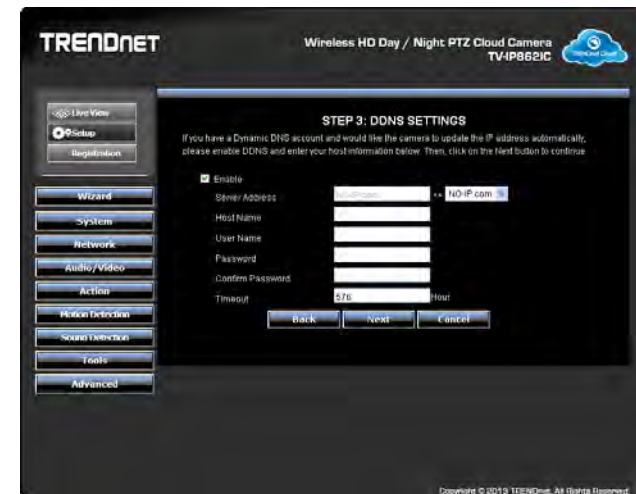 TRENDNET
Wireless HD Day / Night PTZ Cloud Camera
TV-IP862IC
Live View
Setup
Registration
Wizard
System
Network
Audio/Video
Action
Motion Detection
Sound Detection
Tools
Advanced
STEP 3: DDNS SETTINGS
If you have a Dynamic DNS account and would like the camera to update the IP address automatically,
please enable DDNS and enter your host information below. Then, click on the Next button to continue
Enable
Server Address
<< NO-IP.com
Host Name
User Name
Password
Confirm Password
Timeout 576 Hour
Back Next Cancel
Copyright © 2013 TRENDnet. All Rights Reserved.